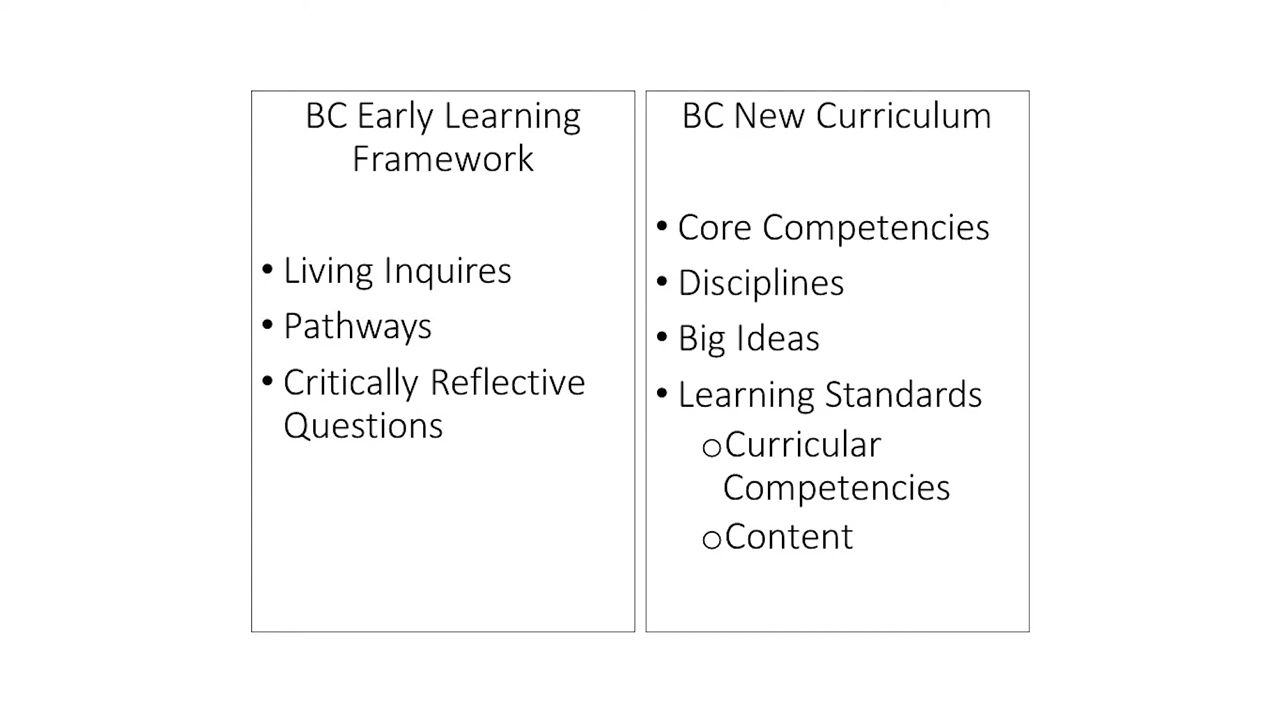 BC Early Learning
Framework
• Living Inquires
• Pathways
• Critically Reflective
Questions
BC New Curriculum
• Core Competencies
• Disciplines
• Big Ideas
• Learning Standards
o Curricular
Competencies
o Content